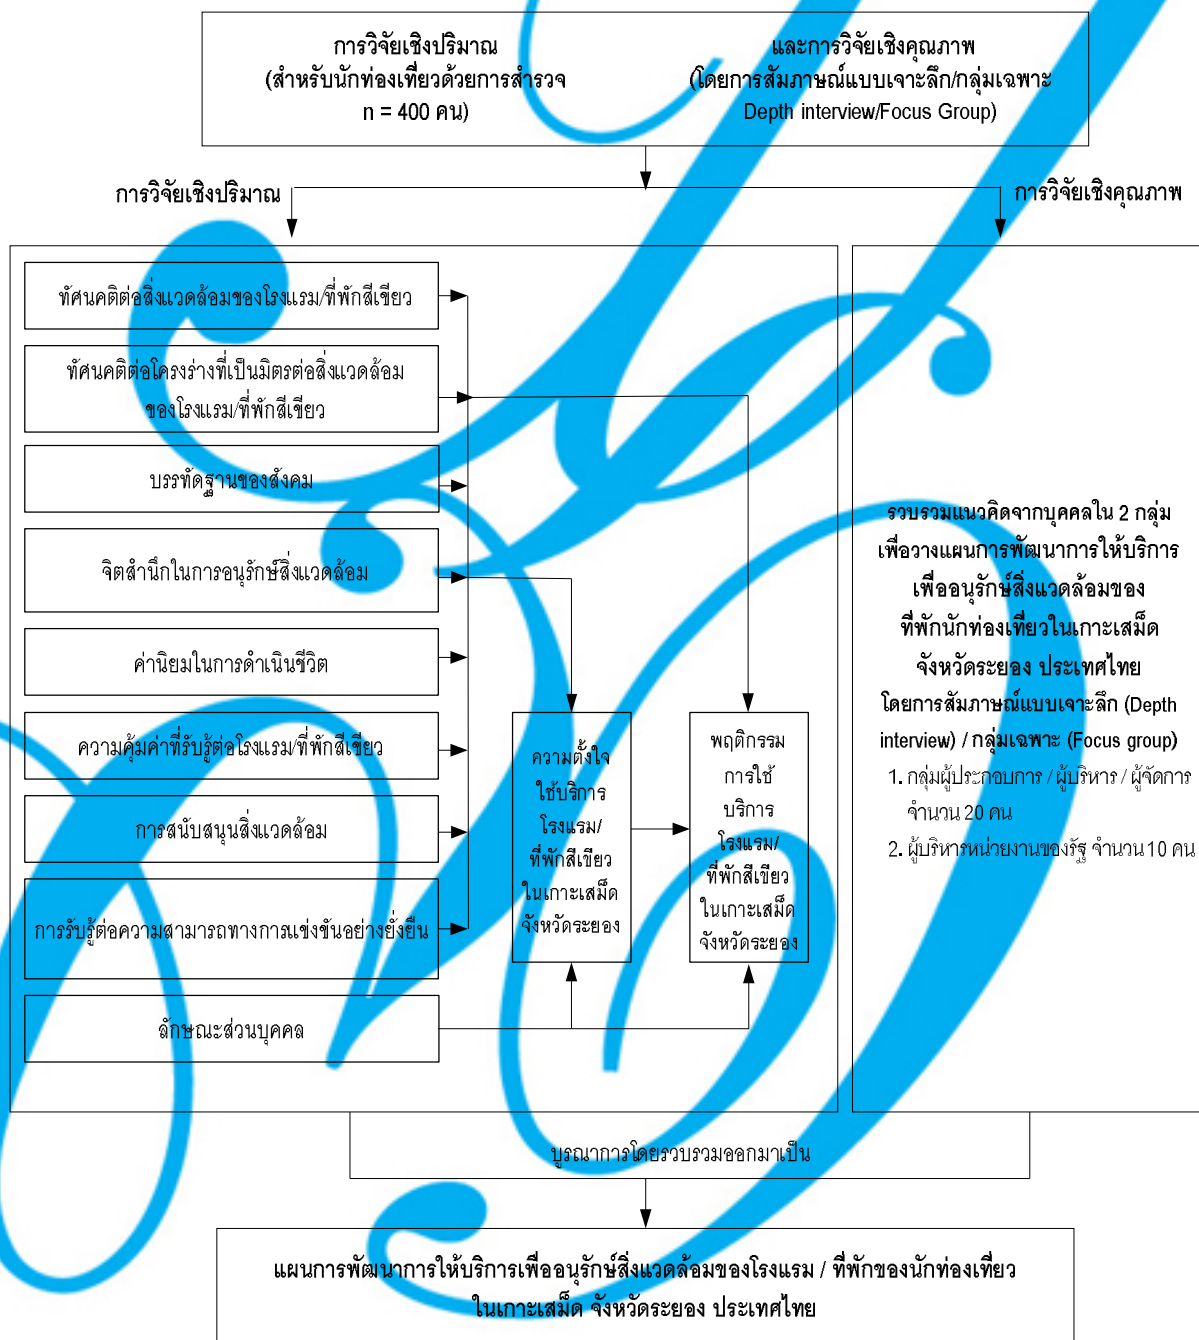 การวิจัยเชิงปริมาณ
(สำหรับนักท่องเที่ยวด้วยการสำรวจ
n = 400 คน)
และการวิจัยเชิงคุณภาพ
(โดยการสัมภาษณ์แบบเจาะลึก/กลุ่มเฉพาะ
Depth interview/Focus Group)
การวิจัยเชิงปริมาณ
การวิจัยเชิงคุณภาพ
ทัศนคติต่อสิ่งแวดล้อมของโรงแรม/ที่พักสีเขียว
ทัศนคติต่อโครงร่างที่เป็นมิตรต่อสิ่งแวดล้อม
ของโรงแรม/ที่พักสีเขียว
บรรทัดฐานของสังคม
จิตสำนึกในการอนุรักษ์สิ่งแวดล้อม
ค่านิยมในการดำเนินชีวิต
ความคุ้มค่าที่รับรู้ต่อโรงแรม/ที่พักสีเขียว
การสนับสนุนสิ่งแวดล้อม
การรับรู้ต่อความสามารถทางการแข่งขันอย่างยั่งยืน
ลักษณะส่วนบุคคล
ความตั้งใจ
ใช้บริการ
โรงแรม/
ที่พักสีเขียว
ในเกาะเสม็ด
จังหวัดระยอง
พฤติกรรม
การใช้
บริการ
โรงแรม/
ที่พักสีเขียว
ในเกาะเสม็ด
จังหวัดระยอง
รวบรวมแนวคิดจากบุคคลใน 2 กลุ่ม
เพื่อวางแผนการพัฒนาการให้บริการ
เพื่ออนุรักษ์สิ่งแวดล้อมของ
ที่พักนักท่องเที่ยวในเกาะเสม็ด
จังหวัดระยอง ประเทศไทย
โดยการสัมภาษณ์แบบเจาะลึก (Depth
interview) / กลุ่มเฉพาะ (Focus group)
1. กลุ่มผู้ประกอบการ / ผู้บริหาร / ผู้จัดการ
จำนวน 20 คน
2. ผู้บริหารหน่วยงานของรัฐ จำนวน 10 คน
บูรณาการโดยรวบรวมออกมาเป็น
แผนการพัฒนาการให้บริการเพื่ออนุรักษ์สิ่งแวดล้อมของโรงแรม / ที่พักของนักท่องเที่ยว
ในเกาะเสม็ด จังหวัดระยอง ประเทศไทย